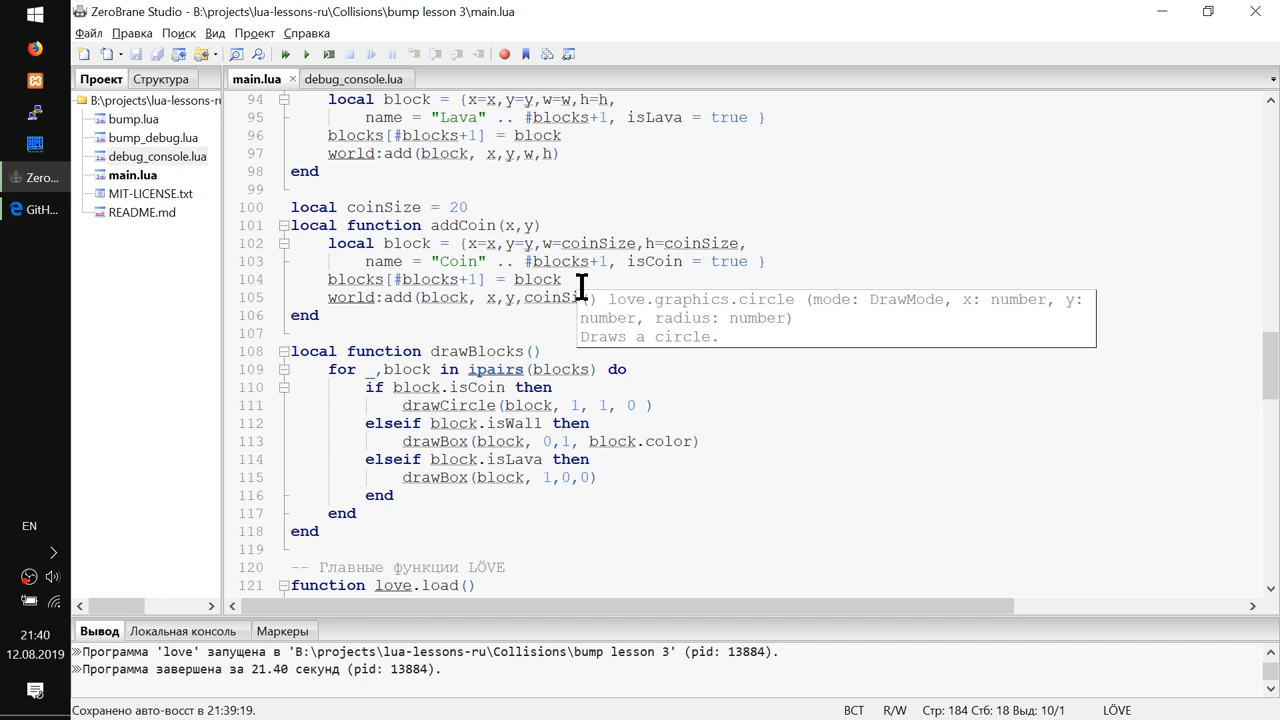 ZeroBrane Studio - B:\projects\lua-lessons-ru\Collisions\bump lesson 3\main.lua
Файл Правка Поиск Вид Проект Справка
Проект Структура
main.lua debug_console.lua
B:\projects\lua-lessons-ru
bump.lua
bump_debug.lua
debug_console.lua
main.lua
MIT-LICENSE.txt
README.md
94 local block = {x=x,y=y,w=w,h=h,
95 name = "Lava" .. #blocks+1, isLava = true }
96 blocks[#blocks+1] = block
97 world:add(block, x,y,w,h)
98 end
99
100 local coinSize = 20
101 local function addCoin(x,y)
102 local block = {x=x,y=y,w=coinSize,h=coinSize,
103 name = "Coin" .. #blocks+1, isCoin = true }
104 blocks[#blocks+1] = block
105 world:add(block, x,y,coinSi
106 end
107
108 local function drawBlocks()
109 for _,block in ipairs(blocks) do
110 if block.isCoin then
111 drawCircle(block, 1, 1, 0 )
112 elseif block.isWall then
113 drawBox(block, 0,1, block.color)
114 elseif block.isLava then
115 drawBox(block, 1,0,0)
116 end
117 end
118 end
119
120 -- Главные функции LÖVE
121 function love.load()
) love.graphics.circle (mode: DrawMode, x: number, y:
number, radius: number)
Draws a circle.
Zero...
GitH...
EN
21:40
12.08.2019
Вывод Локальная консоль Маркеры
Программа 'love' запущена в 'B:\projects\lua-lessons-ru\Collisions\bump lesson 3' (pid: 13884).
Программа завершена за 21.40 секунд (pid: 13884).
Сохранено авто-восст в 21:39:19. ВСТ R/W Стр: 184 Стб: 18 Выд: 10/1 LÖVE